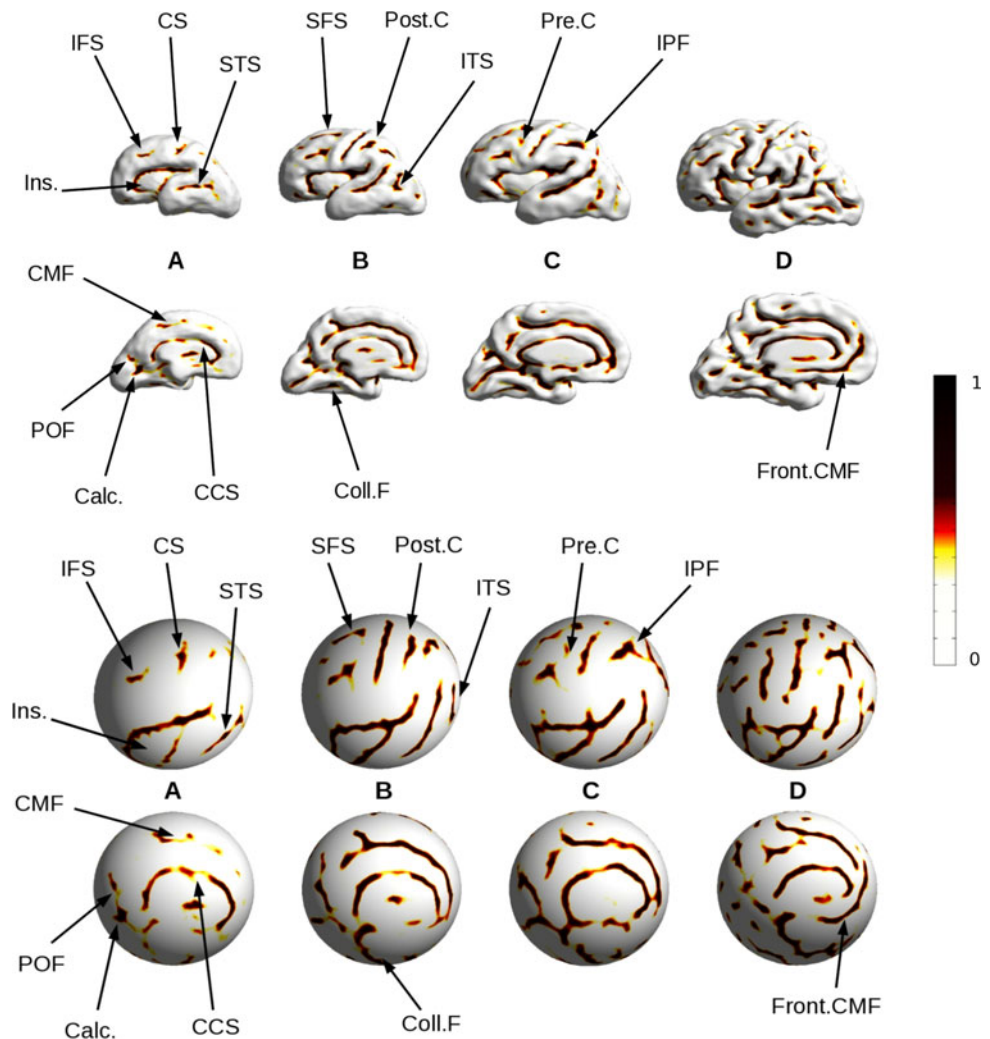 CS
SFS
Post.C
Pre.C
IFS
STS
ITS
IPF
Ins.
A
B
C
D
CMF
POF
Calc.
CCS
Coll.F
Front.CMF
1
0
CS
SFS
Post.C
Pre.C
IFS
STS
ITS
IPF
Ins.
A
B
C
D
CMF
POF
Calc.
CCS
Coll.F
Front.CMF